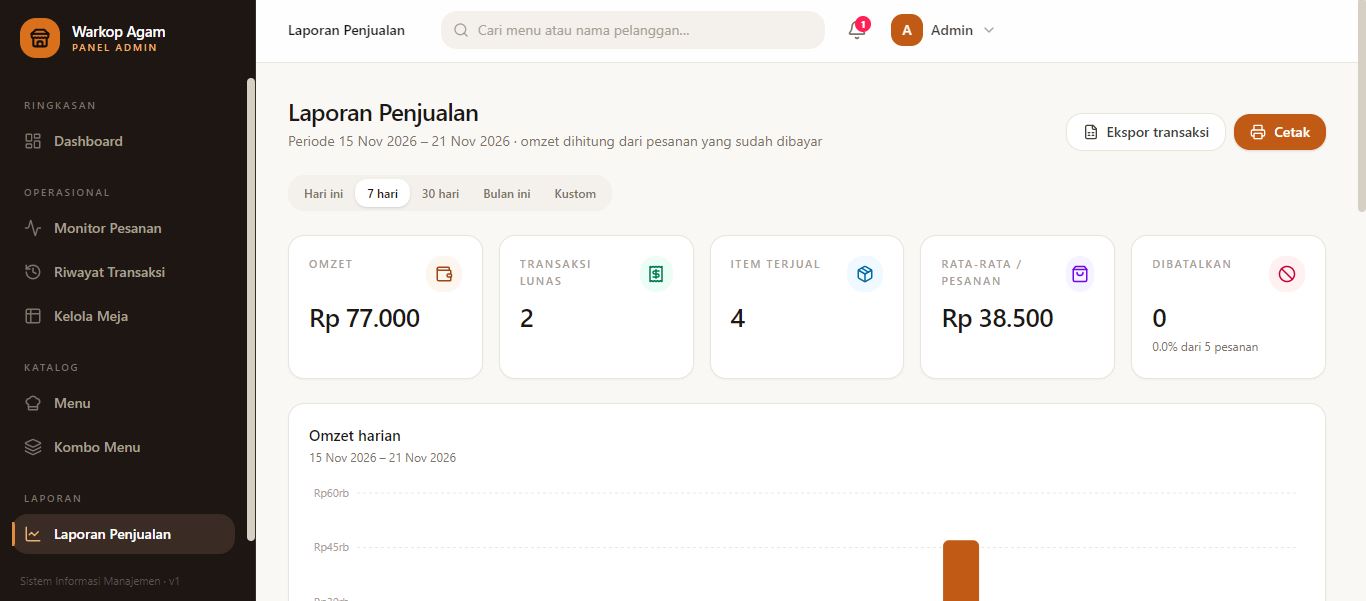 Warkop Agam
PANEL ADMIN
RINGKASAN
Dashboard
OPERASIONAL
Monitor Pesanan
Riwayat Transaksi
Kelola Meja
KATALOG
Menu
Kombo Menu
LAPORAN
Laporan Penjualan
Sistem Informasi Manajemen · v1
Laporan Penjualan
Cari menu atau nama pelanggan...
1
A
Admin
Laporan Penjualan
Periode 15 Nov 2026 – 21 Nov 2026 · omzet dihitung dari pesanan yang sudah dibayar
Ekspor transaksi
Cetak
Hari ini
7 hari
30 hari
Bulan ini
Kustom
OMZET
Rp 77.000
TRANSAKSI
LUNAS
2
ITEM TERJUAL
4
RATA-RATA /
PESANAN
Rp 38.500
DIBATALKAN
0
0.0% dari 5 pesanan
Omzet harian
15 Nov 2026 – 21 Nov 2026
Rp60rb
Rp45rb